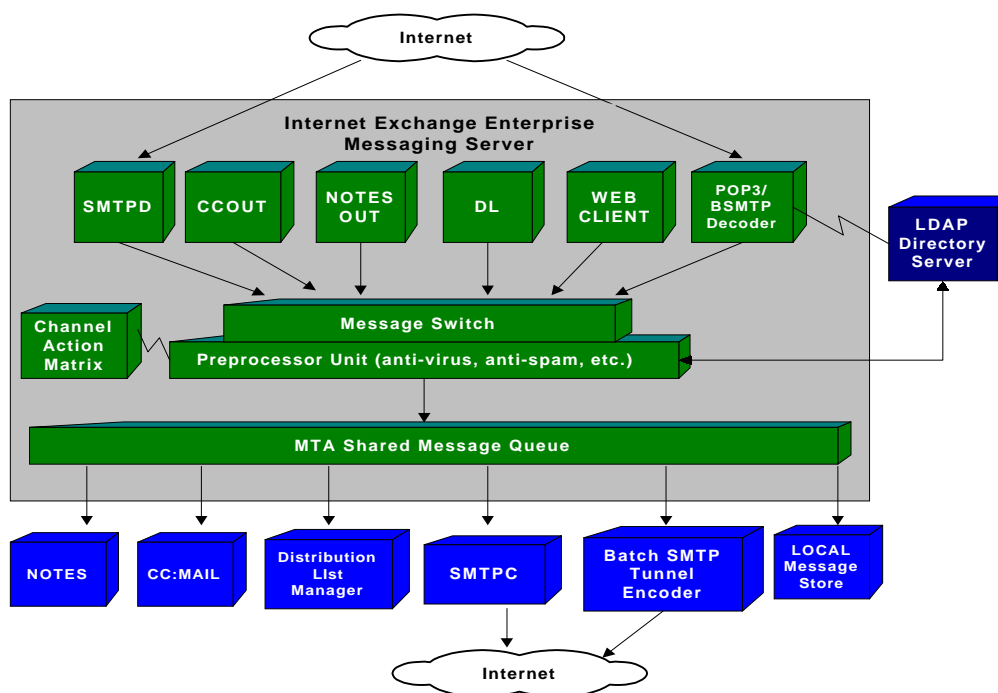 Internet
Internet Exchange Enterprise
Messaging Server
SMTPD
CCOUT
NOTES
OUT
DL
WEB
CLIENT
POP3/
BSMTP
Decoder
LDAP
Directory
Server
Channel
Action
Matrix
Message Switch
Preprocessor Unit (anti-virus, anti-spam, etc.)
MTA Shared Message Queue
NOTES
CC:MAIL
Distribution
LIst
Manager
SMTPC
Batch SMTP
Tunnel
Encoder
LOCAL
Message
Store
Internet